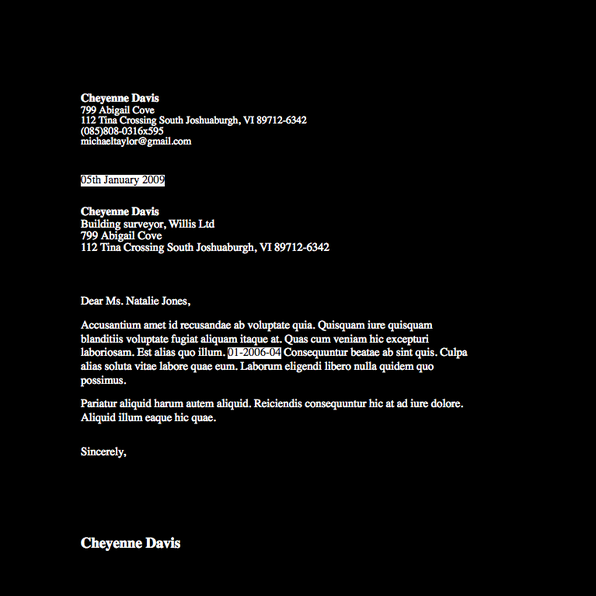 Cheyenne Davis
799 Abigail Cove
112 Tina Crossing South Joshuaburgh, VI 89712-6342
(085)808-0316x595
michaeltaylor@gmail.com
05th January 2009
Cheyenne Davis
Building surveyor, Willis Ltd
799 Abigail Cove
112 Tina Crossing South Joshuaburgh, VI 89712-6342
Dear Ms. Natalie Jones,
Accusantium amet id recusandae ab voluptate quia. Quisquam iure quisquam
blanditiis voluptate fugiat aliquam itaque at. Quas cum veniam hic excepturi
laboriosam. Est alias quo illum. 01-2006-04 Consequuntur beatae ab sint quis. Culpa
alias soluta vitae labore quae eum. Laborum eligendi libero nulla quidem quo
possimus.
Pariatur aliquid harum autem aliquid. Reiciendis consequuntur hic at ad iure dolore.
Aliquid illum eaque hic quae.
Sincerely,
Cheyenne Davis